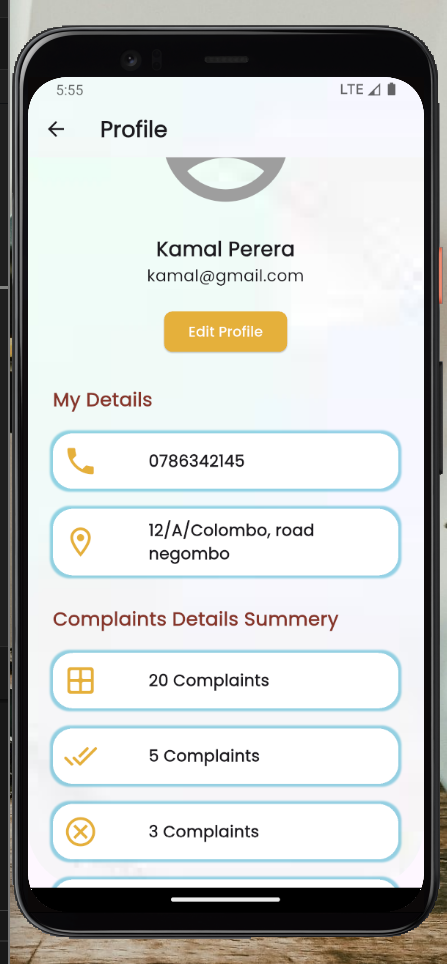 5:55
LTE
Profile
Kamal Perera
kamal@gmail.com
Edit Profile
My Details
0786342145
12/A/Colombo, road
negombo
Complaints Details Summery
20 Complaints
5 Complaints
3 Complaints